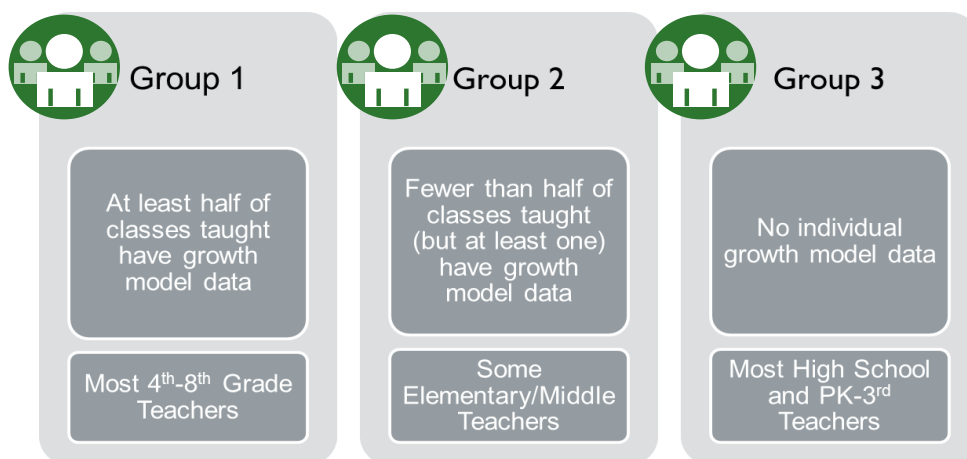 Group 1
At least half of
classes taught
have growth
model data
Most 4th-8th Grade
Teachers
Group 2
Fewer than half of
classes taught
(but at least one)
have growth
model data
Some
Elementary/Middle
Teachers
Group 3
No individual
growth model data
Most High School
and PK-3rd
Teachers